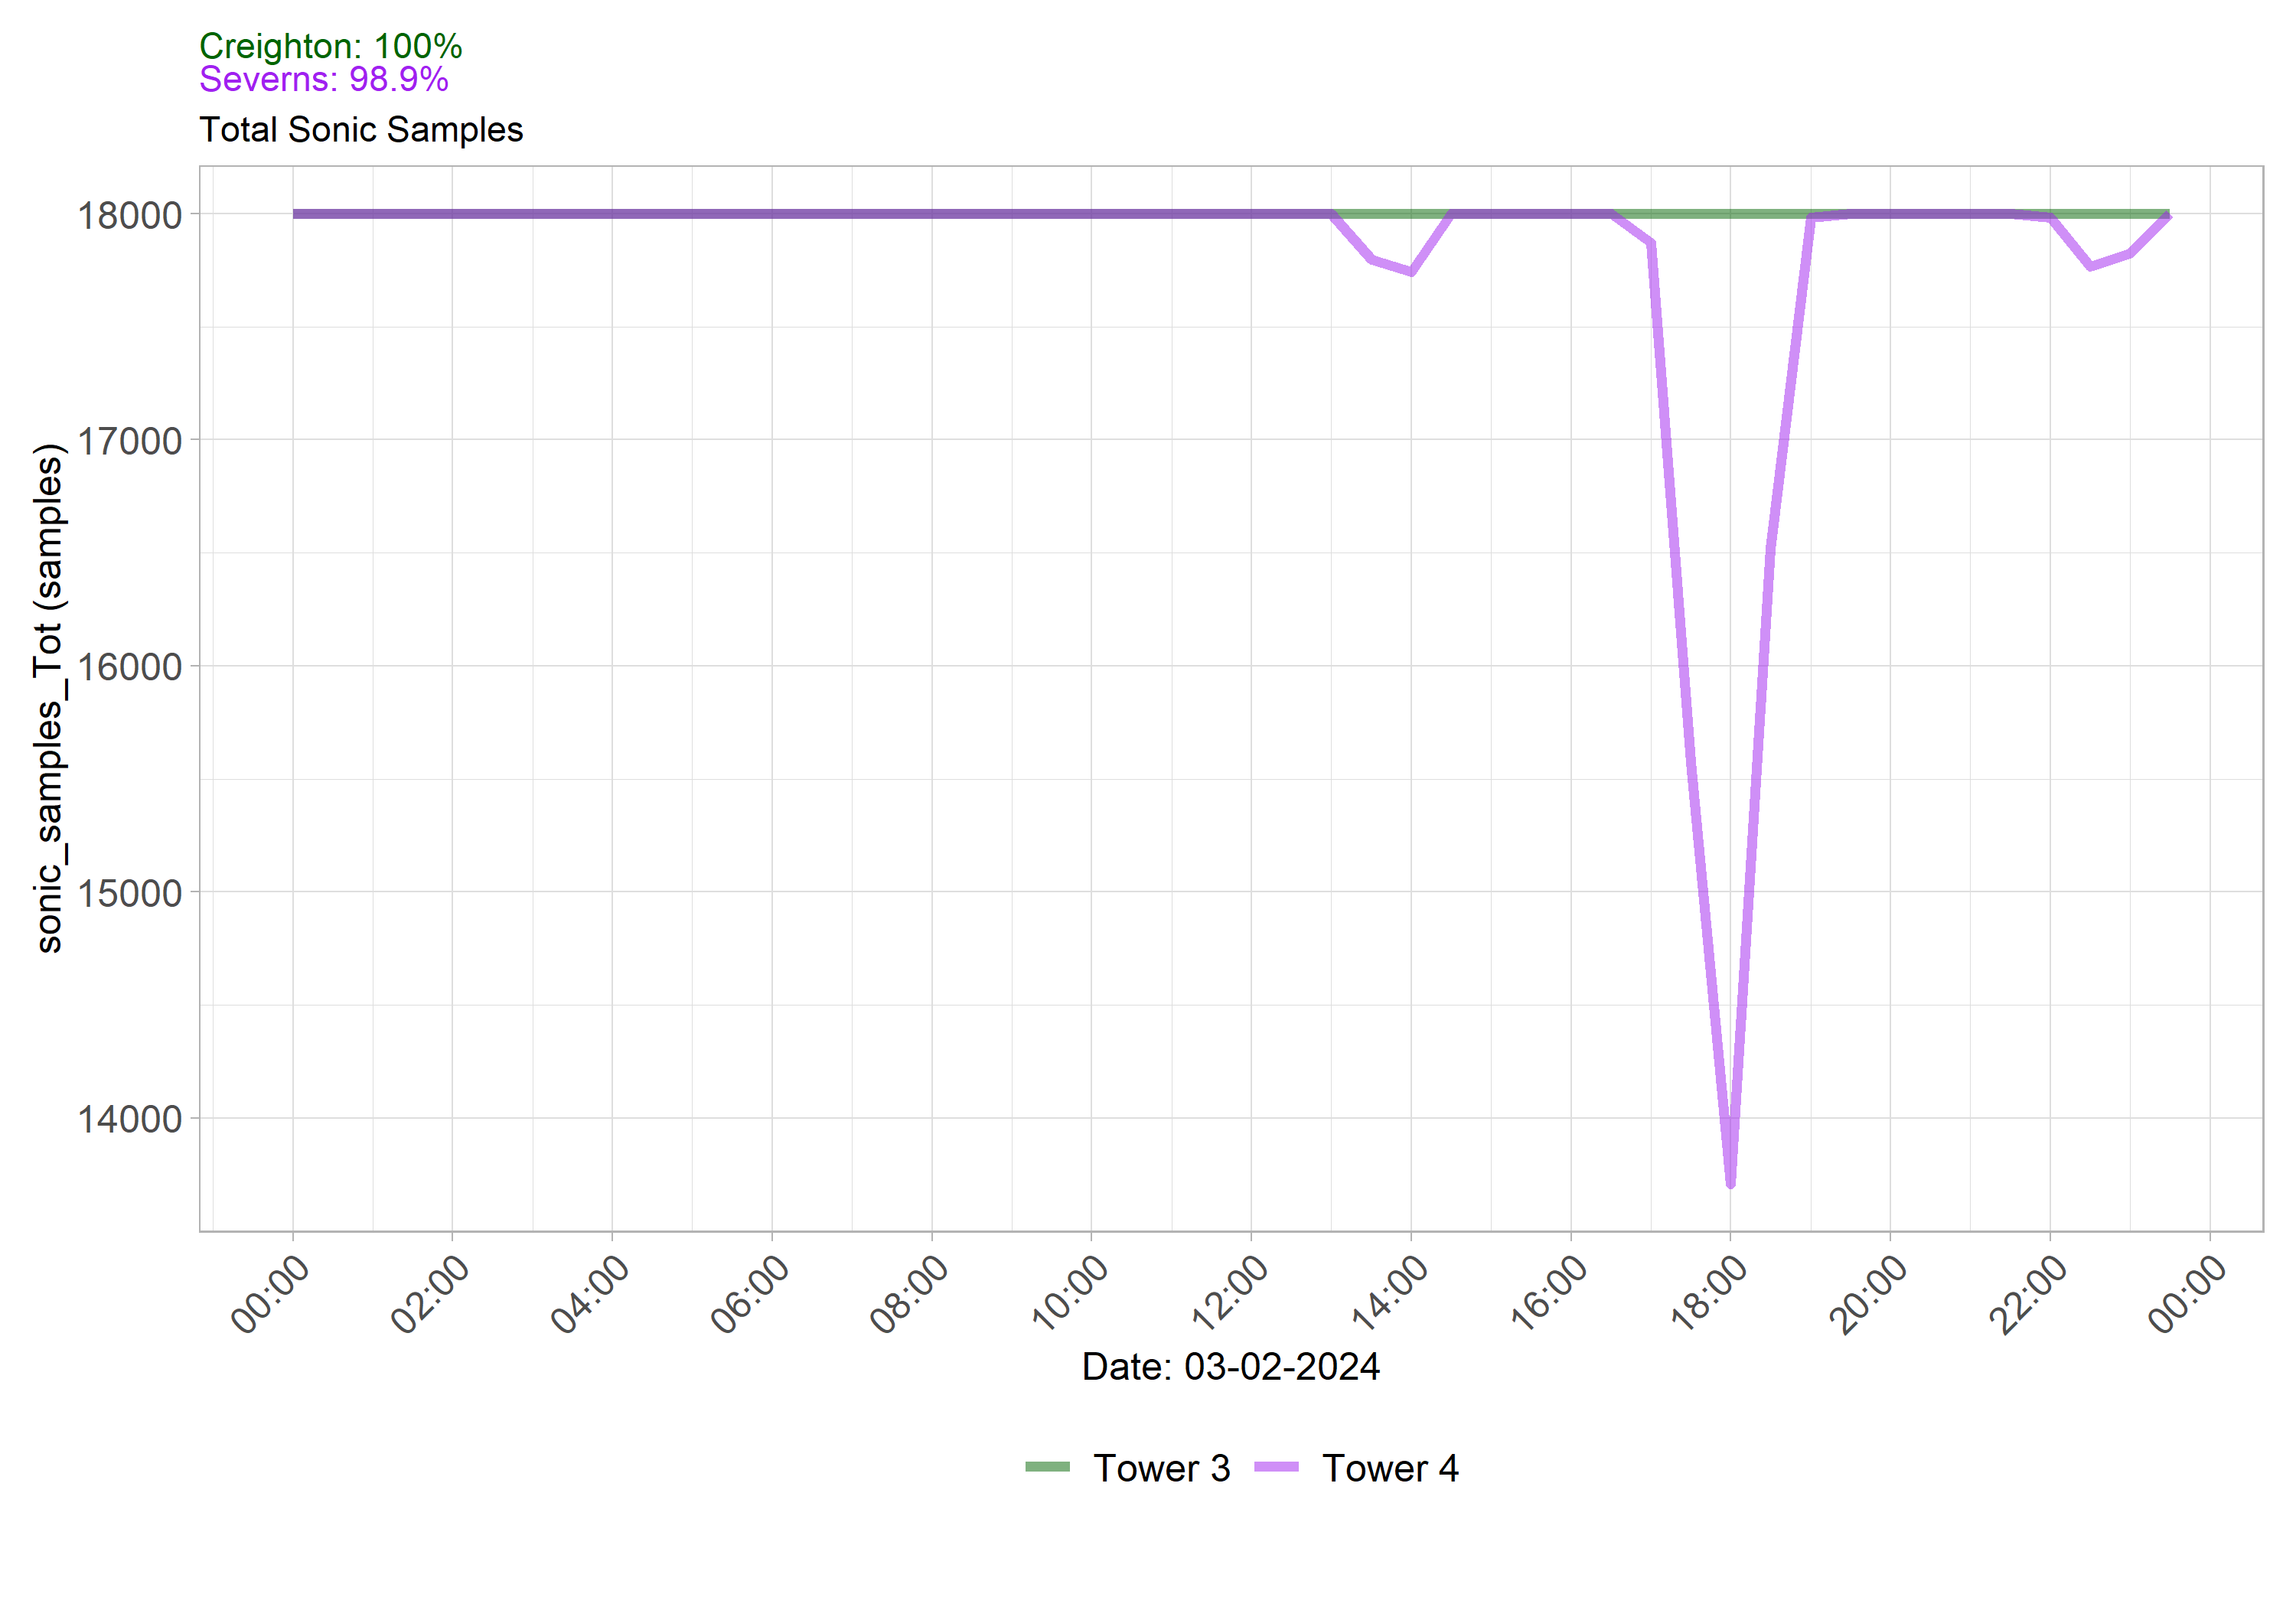 Creighton: 100%
Severns: 98.9%
Total Sonic Samples
sonic_samples_Tot (samples)
18000
17000
16000
15000
14000
00:00
02:00
04:00
06:00
08:00
10:00
12:00
14:00
16:00
18:00
20:00
22:00
00:00
Date: 03-02-2024
Tower 3
Tower 4